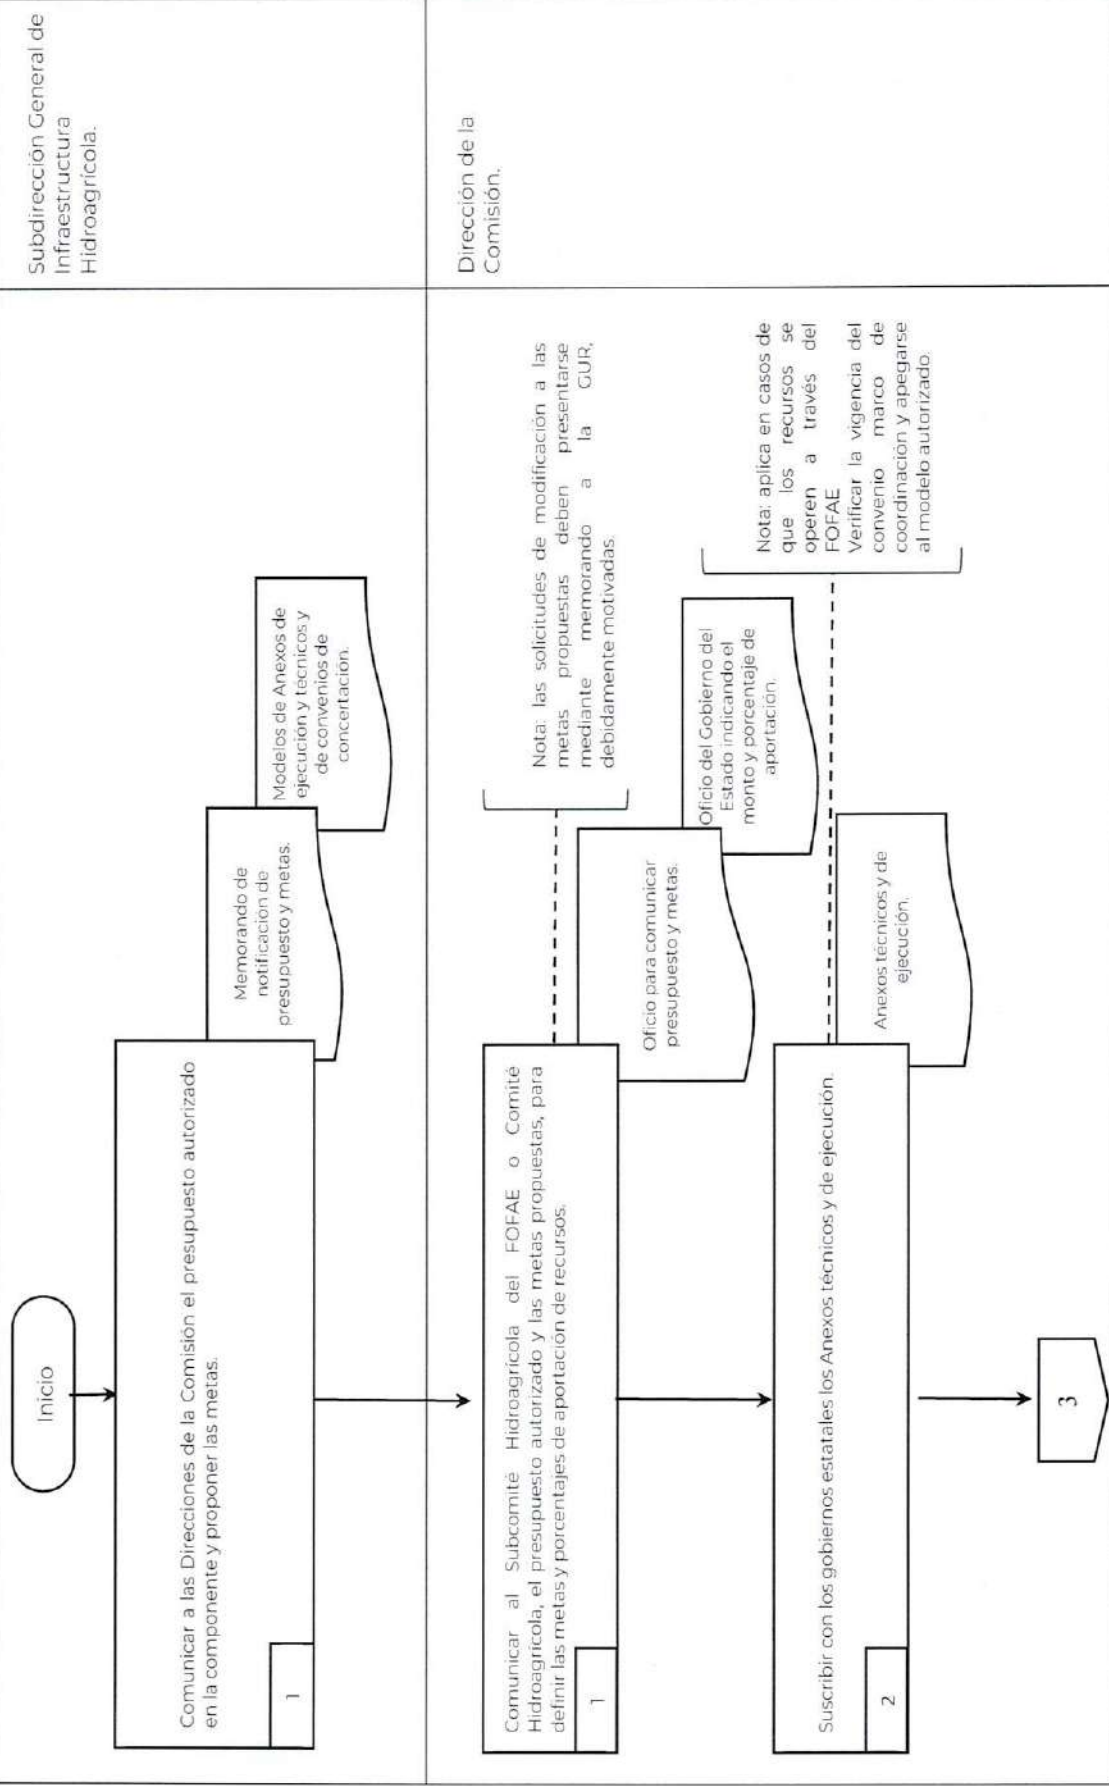 Subdirección General de
Infraestructura
Hidroagrícola.
Inicio
Comunicar a las Direcciones de la Comisión el presupuesto autorizado
en la componente y proponer las metas.
1
Memorando de
notificación de
presupuesto y metas.
Modelos de Anexos de
ejecución y técnicos y
de convenios de
concertación.
Dirección de la
Comisión.
Comunicar al Subcomité Hidroagrícola del FOFAE o Comité
Hidroagrícola, el presupuesto autorizado y las metas propuestas, para
definir las metas y porcentajes de aportación de recursos.
1
Nota: las solicitudes de modificación a las
metas propuestas deben presentarse
mediante memorando a la GUR,
debidamente motivadas.
Oficio para comunicar
presupuesto y metas.
Oficio del Gobierno del
Estado indicando el
monto y porcentaje de
aportación.
Suscribir con los gobiernos estatales los Anexos técnicos y de ejecución.
2
Nota: aplica en casos de
que los recursos se
operen a través del
FOFAE
Verificar la vigencia del
convenio marco de
coordinación y apegarse
al modelo autorizado.
Anexos técnicos y de
ejecución.
3